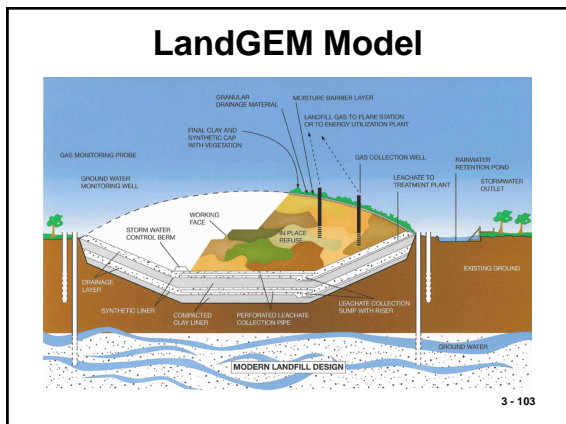 LandGEM Model
GRANULAR
DRAINAGE MATERIAL
MOISTURE BARRIER LAYER
LANDFILL GAS TO FLARE STATION
OR TO ENERGY UTILIZATION PLANT
FINAL CLAY AND
SYNTHETIC CAP
WITH VEGETATION
GAS COLLECTION WELL
GAS MONITORING PROBE
LEACHATE TO
TREATMENT PLANT
RAINWATER
RETENTION POND
STORMWATER
OUTLET
GROUND WATER
MONITORING WELL
WORKING
FACE
STORM WATER
CONTROL BERM
IN PLACE
REFUSE
EXISTING GROUND
DRAINAGE
LAYER
SYNTHETIC LINER
COMPACTED
CLAY LINER
PERFORATED LEACHATE
COLLECTION PIPE
LEACHATE COLLECTION
SUMP WITH RISER
GROUND WATER
MODERN LANDFILL DESIGN
3 - 103